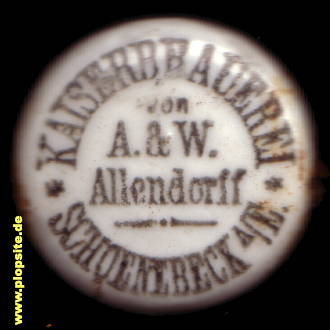 KAISERBRAUEREI
von
A. & W.
Allendorff
* SCHOENEBECK A/E. *
www.plopsite.de